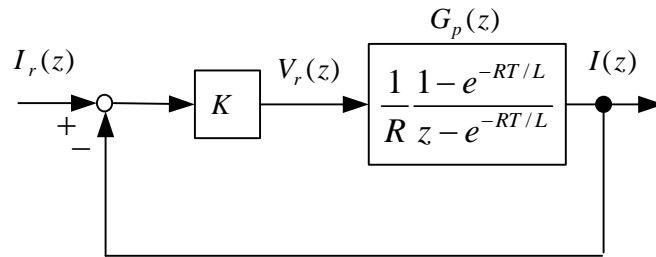 G_p(z)
I_r(z)
V_r(z)
I(z)
K
1/R (1 − e^{−RT/L})/(z − e^{−RT/L})
+
−